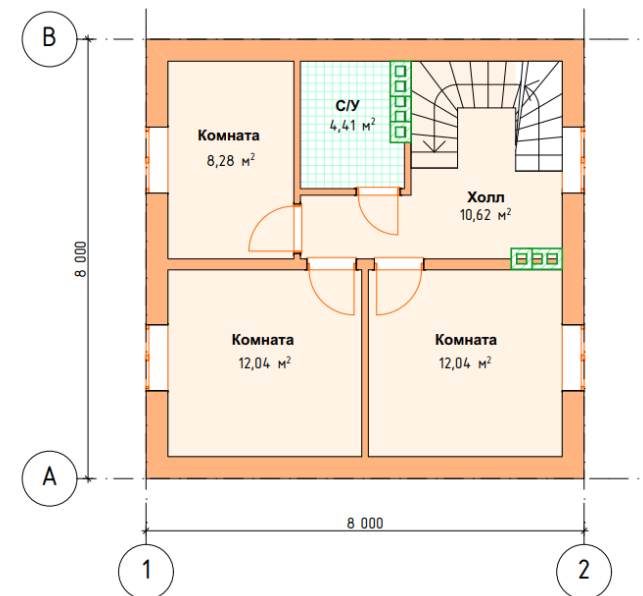 В
С/У
4,41 м²
Комната
8,28 м²
Холл
10,62 м²
8 000
Комната
12,04 м²
Комната
12,04 м²
А
8 000
1
2